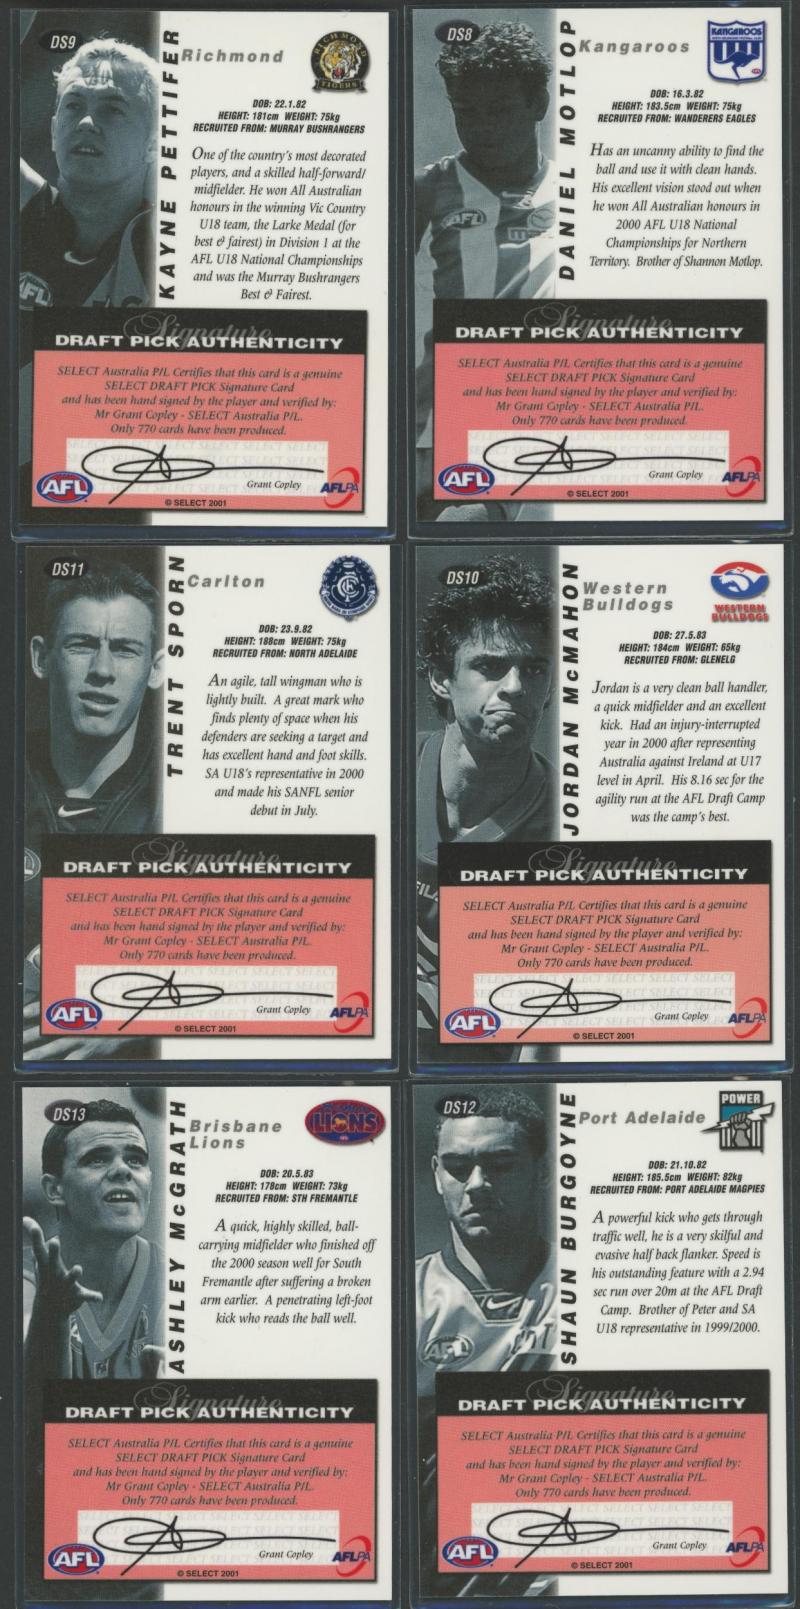 DS9
KAYNE PETTIFER
Richmond
RICHMOND
TIGERS
DOB: 22.1.82
HEIGHT: 181cm WEIGHT: 75kg
RECRUITED FROM: MURRAY BUSHRANGERS
One of the country's most decorated
players, and a skilled half-forward/
midfielder. He won All Australian
honours in the winning Vic Country
U18 team, the Larke Medal (for
best & fairest) in Division 1 at the
AFL U18 National Championships
and was the Murray Bushrangers
Best & Fairest.
AFL
Signature
DRAFT PICK AUTHENTICITY
SELECT Australia P/L Certifies that this card is a genuine
SELECT DRAFT PICK Signature Card
and has been hand signed by the player and verified by:
Mr Grant Copley - SELECT Australia P/L.
Only 770 cards have been produced.
Grant Copley
AFL
AFLPA
© SELECT 2001
DS8
DANIEL MOTLOP
Kangaroos
KANGAROOS
DOB: 16.3.82
HEIGHT: 183.5cm WEIGHT: 75kg
RECRUITED FROM: WANDERERS EAGLES
Has an uncanny ability to find the
ball and use it with clean hands.
His excellent vision stood out when
he won All Australian honours in
2000 AFL U18 National
Championships for Northern
Territory. Brother of Shannon Motlop.
AFL
Signature
DRAFT PICK AUTHENTICITY
SELECT Australia P/L Certifies that this card is a genuine
SELECT DRAFT PICK Signature Card
and has been hand signed by the player and verified by:
Mr Grant Copley - SELECT Australia P/L.
Only 770 cards have been produced.
Grant Copley
AFL
AFLPA
© SELECT 2001
DS11
TRENT SPORN
Carlton
DOB: 23.9.82
HEIGHT: 188cm WEIGHT: 75kg
RECRUITED FROM: NORTH ADELAIDE
An agile, tall wingman who is
lightly built. A great mark who
finds plenty of space when his
defenders are seeking a target and
has excellent hand and foot skills.
SA U18's representative in 2000
and made his SANFL senior
debut in July.
Signature
DRAFT PICK AUTHENTICITY
SELECT Australia P/L Certifies that this card is a genuine
SELECT DRAFT PICK Signature Card
and has been hand signed by the player and verified by:
Mr Grant Copley - SELECT Australia P/L.
Only 770 cards have been produced.
Grant Copley
AFL
AFLPA
© SELECT 2001
DS10
JORDAN McMAHON
Western
Bulldogs
WESTERN
BULLDOGS
DOB: 27.5.83
HEIGHT: 184cm WEIGHT: 65kg
RECRUITED FROM: GLENELG
Jordan is a very clean ball handler,
a quick midfielder and an excellent
kick. Had an injury-interrupted
year in 2000 after representing
Australia against Ireland at U17
level in April. His 8.16 sec for the
agility run at the AFL Draft Camp
was the camp's best.
Signature
DRAFT PICK AUTHENTICITY
SELECT Australia P/L Certifies that this card is a genuine
SELECT DRAFT PICK Signature Card
and has been hand signed by the player and verified by:
Mr Grant Copley - SELECT Australia P/L.
Only 770 cards have been produced.
Grant Copley
AFL
AFLPA
© SELECT 2001
DS13
ASHLEY McGRATH
Brisbane
Lions
LIONS
DOB: 20.5.83
HEIGHT: 178cm WEIGHT: 73kg
RECRUITED FROM: STH FREMANTLE
A quick, highly skilled, ball-
carrying midfielder who finished off
the 2000 season well for South
Fremantle after suffering a broken
arm earlier. A penetrating left-foot
kick who reads the ball well.
Signature
DRAFT PICK AUTHENTICITY
SELECT Australia P/L Certifies that this card is a genuine
SELECT DRAFT PICK Signature Card
and has been hand signed by the player and verified by:
Mr Grant Copley - SELECT Australia P/L.
Only 770 cards have been produced.
Grant Copley
AFL
AFLPA
© SELECT 2001
DS12
SHAUN BURGOYNE
Port Adelaide
POWER
DOB: 21.10.82
HEIGHT: 185.5cm WEIGHT: 82kg
RECRUITED FROM: PORT ADELAIDE MAGPIES
A powerful kick who gets through
traffic well, he is a very skilful and
evasive half back flanker. Speed is
his outstanding feature with a 2.94
sec run over 20m at the AFL Draft
Camp. Brother of Peter and SA
U18 representative in 1999/2000.
AFL
Signature
DRAFT PICK AUTHENTICITY
SELECT Australia P/L Certifies that this card is a genuine
SELECT DRAFT PICK Signature Card
and has been hand signed by the player and verified by:
Mr Grant Copley - SELECT Australia P/L.
Only 770 cards have been produced.
Grant Copley
AFL
AFLPA
© SELECT 2001